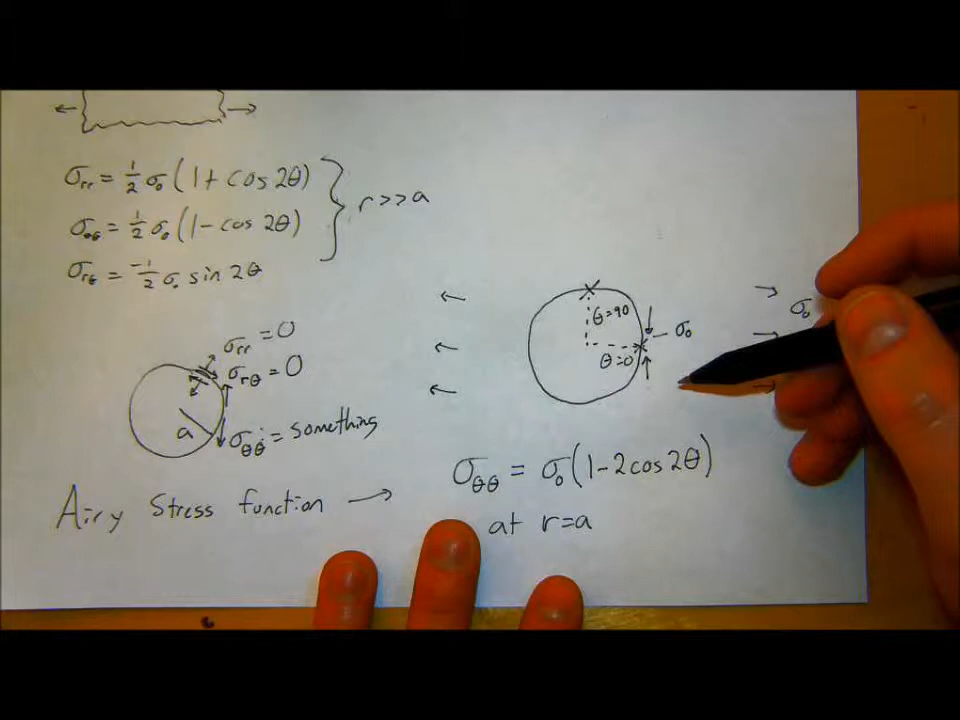 σrr = 1/2 σ₀ (1 + cos 2θ)
σθθ = 1/2 σ₀ (1 - cos 2θ)
σrθ = -1/2 σ₀ sin 2θ
r >> a
σrr = 0
σrθ = 0
a
σθθ = something
θ=90
θ=0
σ₀
σ₀
Airy Stress function →
σθθ = σ₀(1-2cos 2θ)
at r=a